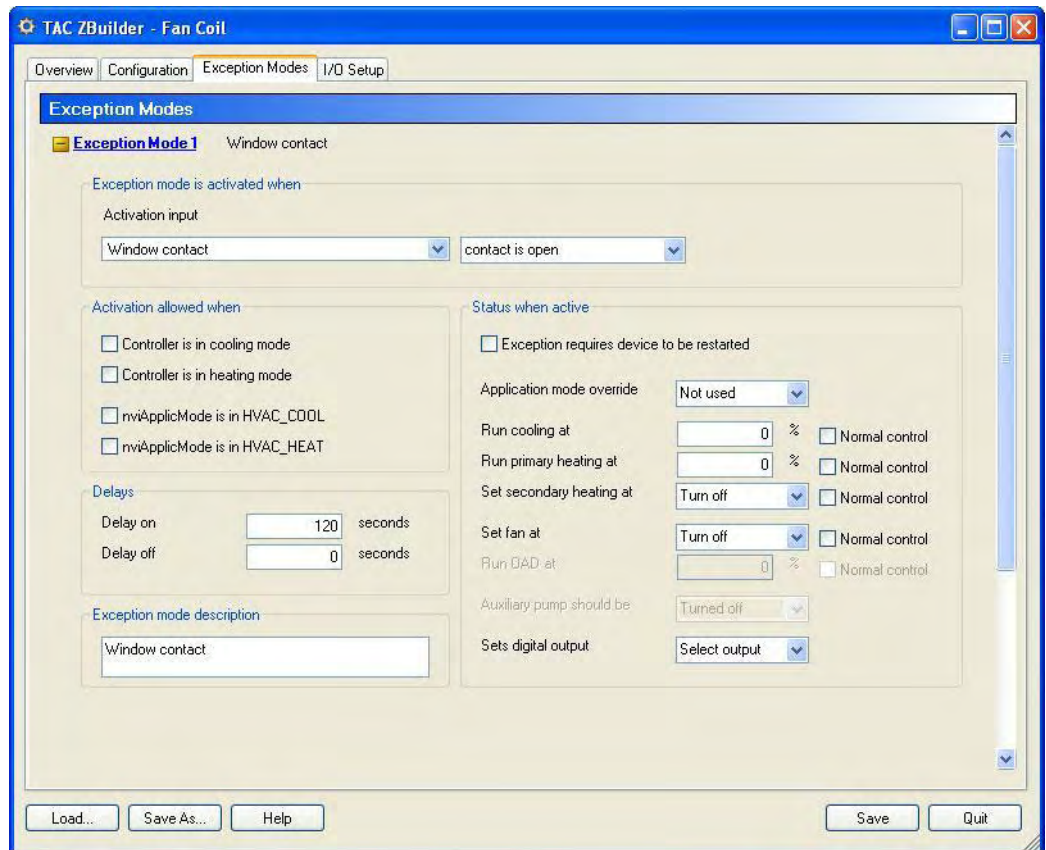 TAC ZBuilder - Fan Coil
Overview Configuration Exception Modes I/O Setup
Exception Modes
Exception Mode 1 Window contact
Exception mode is activated when
Activation input
Window contact contact is open
Activation allowed when
Controller is in cooling mode
Controller is in heating mode
nviApplicMode is in HVAC_COOL
nviApplicMode is in HVAC_HEAT
Delays
Delay on 120 seconds
Delay off 0 seconds
Exception mode description
Window contact
Status when active
Exception requires device to be restarted
Application mode override Not used
Run cooling at 0 % Normal control
Run primary heating at 0 % Normal control
Set secondary heating at Turn off Normal control
Set fan at Turn off Normal control
Run OAD at 0 % Normal control
Auxiliary pump should be Turned off
Sets digital output Select output
Load... Save As... Help Save Quit